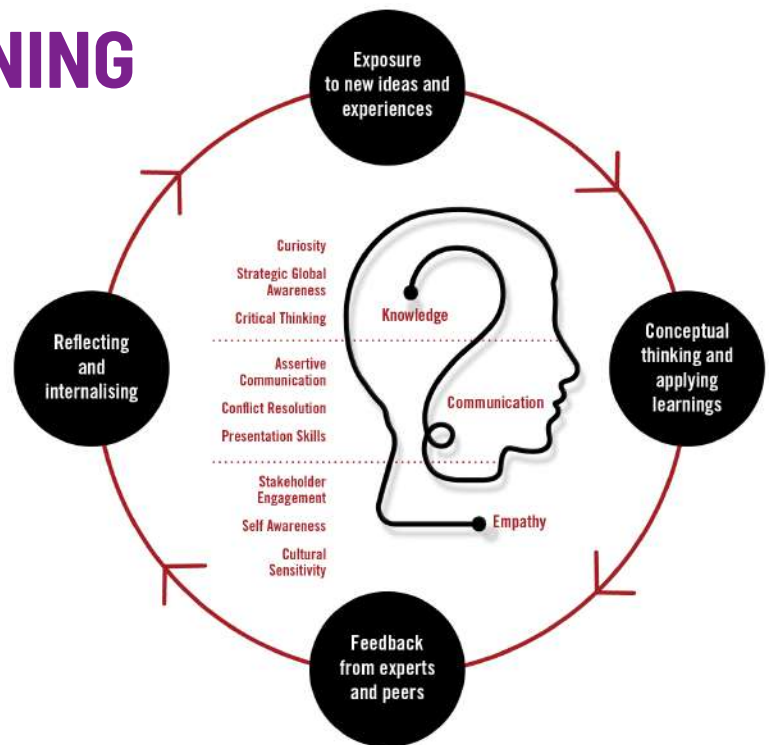 NING
Exposure
to new ideas and
experiences
Curiosity
Strategic Global
Awareness
Critical Thinking
Knowledge
Reflecting
and
internalising
Conceptual
thinking and
applying
learnings
Assertive
Communication
Conflict Resolution
Presentation Skills
Communication
Stakeholder
Engagement
Self Awareness
Cultural
Sensitivity
Empathy
Feedback
from experts
and peers